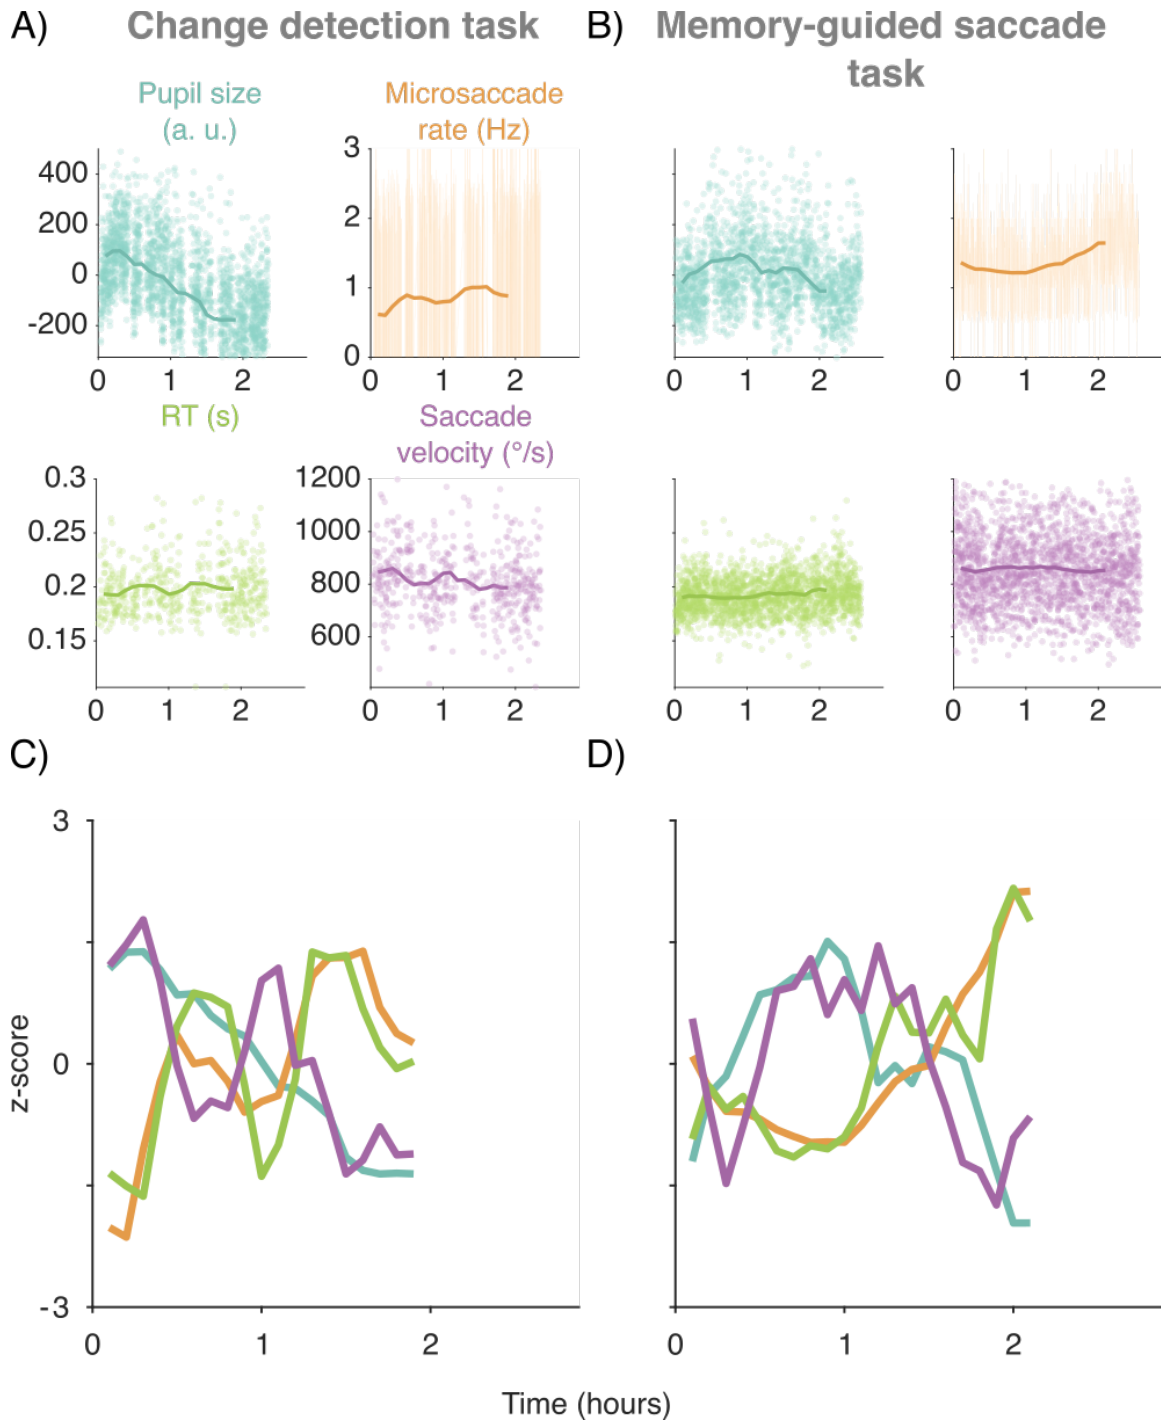 A)
Change detection task
B)
Memory-guided saccade
task
Pupil size
(a. u.)
Microsaccade
rate (Hz)
400
200
0
-200
0 1 2
3
2
1
0
0 1 2
0 1 2
0 1 2
RT (s)
Saccade
velocity (°/s)
0.3
0.25
0.2
0.15
0 1 2
1200
1000
800
600
0 1 2
0 1 2
0 1 2
C)
D)
3
0
-3
z-score
0 1 2
0 1 2
Time (hours)